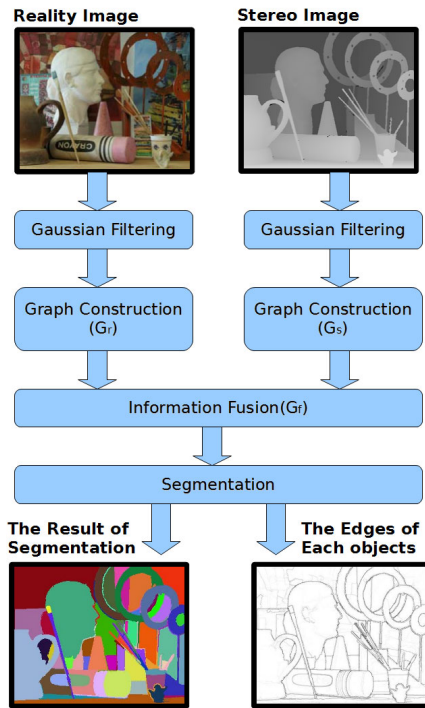 Reality Image
Stereo Image
CRAYON
Gaussian Filtering
Gaussian Filtering
Graph Construction
(Gr)
Graph Construction
(Gs)
Information Fusion(Gf)
Segmentation
The Result of
Segmentation
The Edges of
Each objects